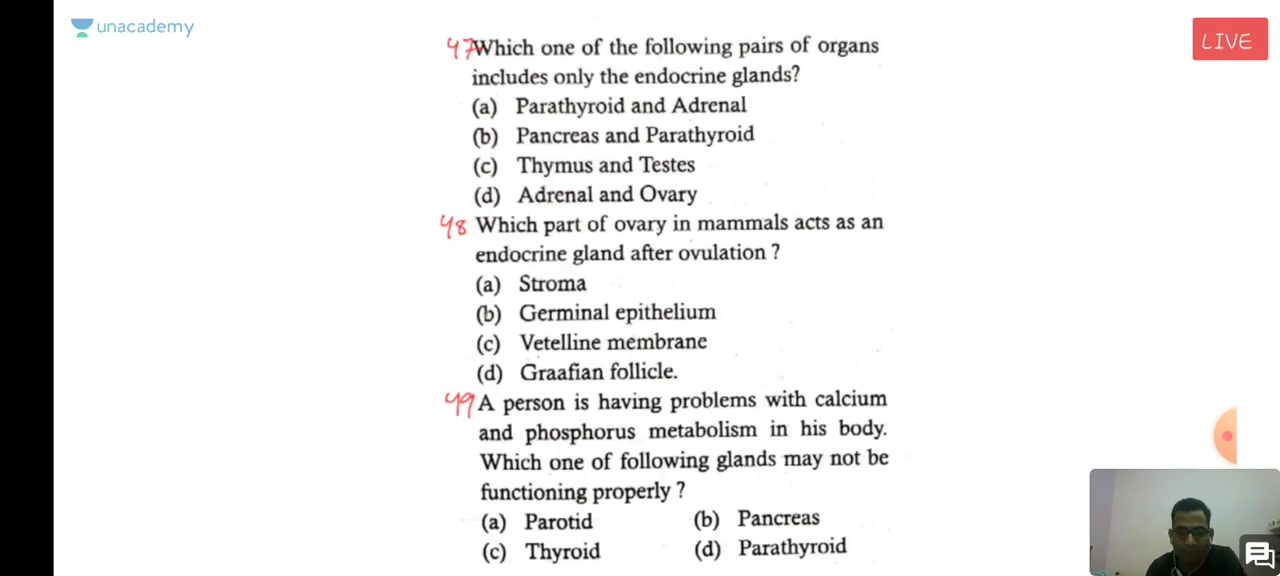 unacademy
LIVE
47 Which one of the following pairs of organs
includes only the endocrine glands?
(a) Parathyroid and Adrenal
(b) Pancreas and Parathyroid
(c) Thymus and Testes
(d) Adrenal and Ovary
48 Which part of ovary in mammals acts as an
endocrine gland after ovulation ?
(a) Stroma
(b) Germinal epithelium
(c) Vetelline membrane
(d) Graafian follicle.
49 A person is having problems with calcium
and phosphorus metabolism in his body.
Which one of following glands may not be
functioning properly ?
(a) Parotid (b) Pancreas
(c) Thyroid (d) Parathyroid